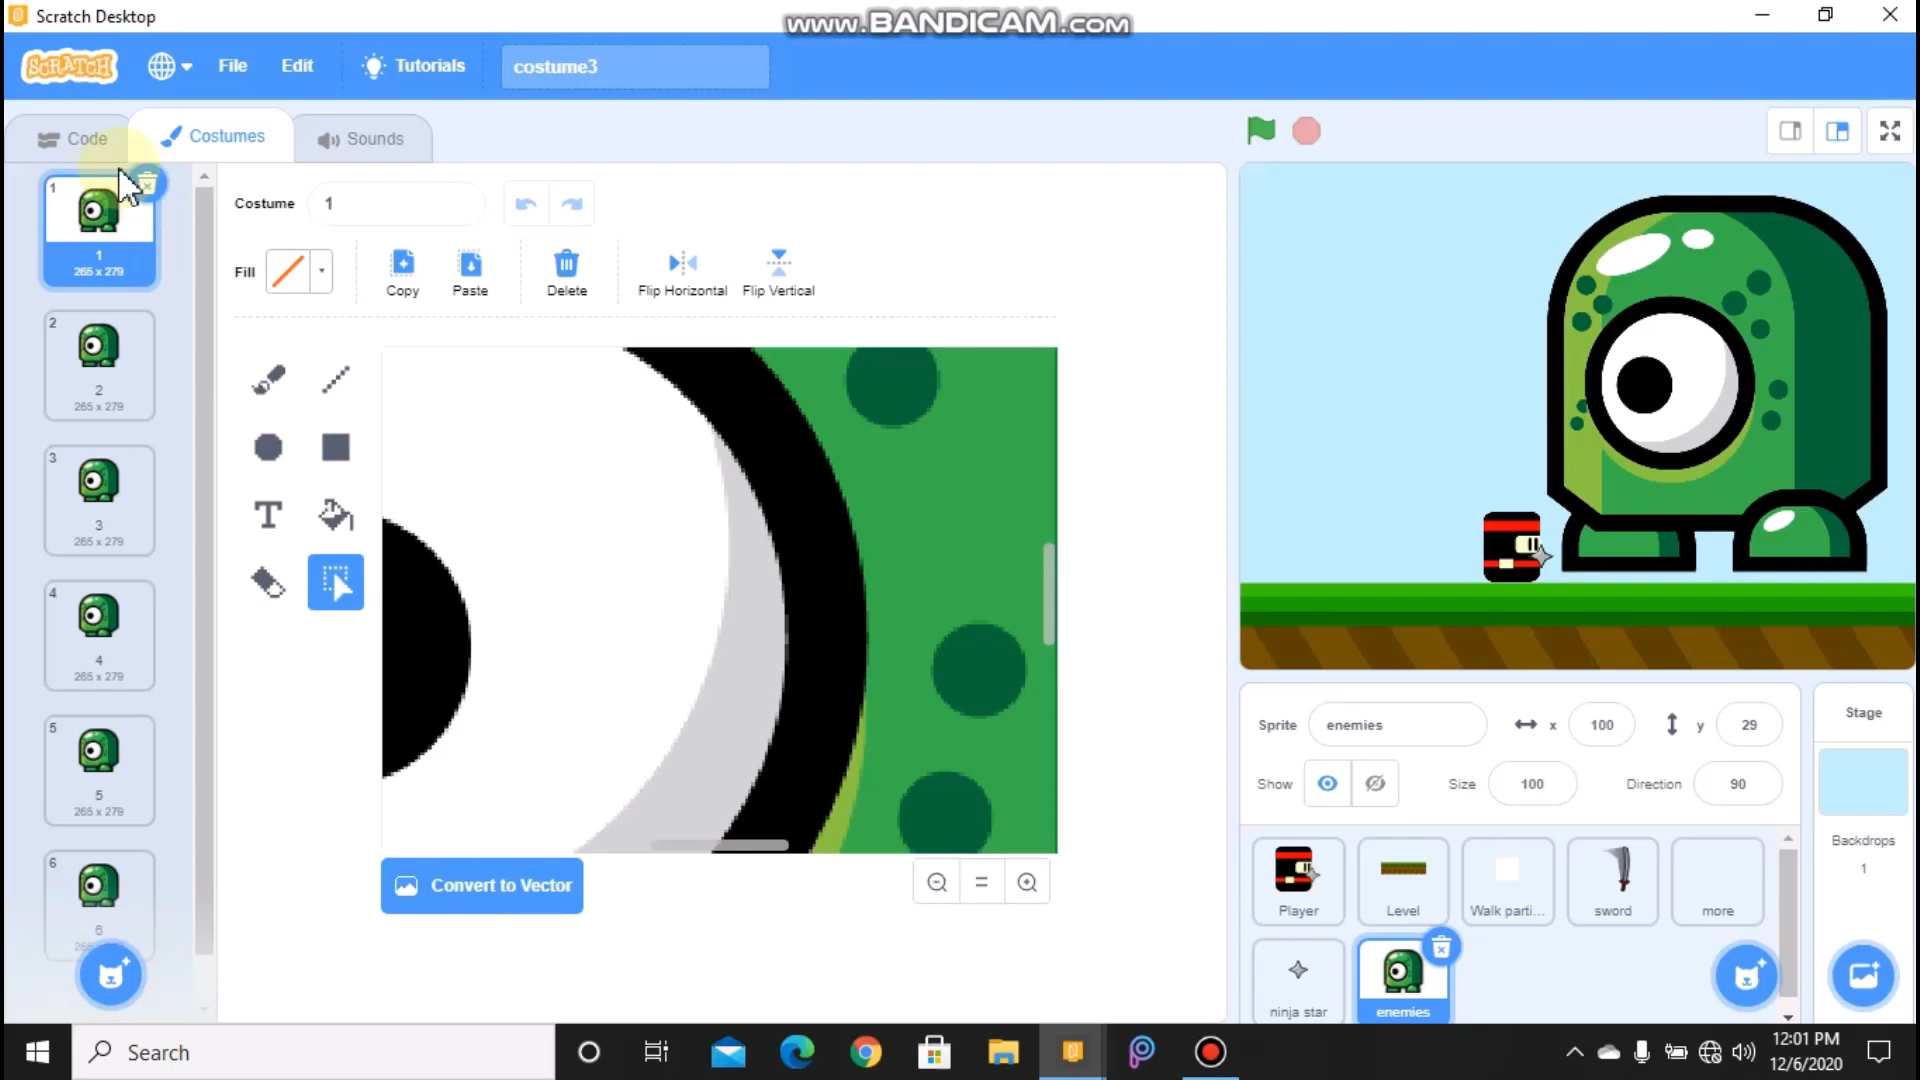 Scratch Desktop
www.BANDICAM.com
SCRATCH
File
Edit
Tutorials
costume3
Code
Costumes
Sounds
1
1
265 x 279
2
2
265 x 279
3
3
265 x 279
4
4
265 x 279
5
5
265 x 279
6
6
Costume
1
Fill
Copy
Paste
Delete
Flip Horizontal
Flip Vertical
T
Convert to Vector
Sprite
enemies
x
100
y
29
Show
Size
100
Direction
90
Player
Level
Walk parti...
sword
more
ninja star
enemies
Stage
Backdrops
1
Search
12:01 PM
12/6/2020